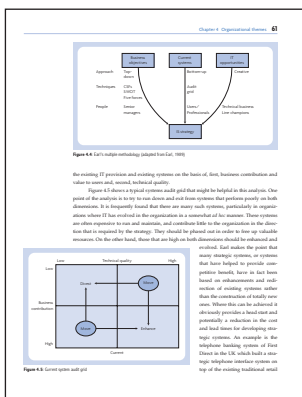 Chapter 4 Organizational themes 61
Business objectives
Current systems
IT opportunities
Approach Top-down Bottom-up Creative
Techniques CSFs Audit
SWOT grid
Five forces
People Senior Users/ Technical business
managers Professionals Line champions
Strategy
Figure 4.4: Earl's multiple methodology (adapted from Earl, 1989)
the existing IT provision and existing systems on the basis of, first, business contribution and
value to users and, second, technical quality.
Figure 4.5 shows a typical systems audit grid that might be helpful in this analysis. One
point of the analysis is to try to run down and exit from systems that perform poorly on both
dimensions. It is frequently found that there are many such systems, particularly in organiz-
ations where IT has evolved in the organization in a somewhat ad hoc manner. These systems
are often expensive to run and maintain, and contribute little to the organization in the direc-
tion that is required by the strategy. They should be phased out in order to free up valuable
resources. On the other hand, those that are high on both dimensions should be enhanced and
evolved. Earl makes the point that
many strategic systems, or systems
that have helped to provide com-
petitive benefit, have in fact been
based on enhancements and redi-
rection of existing systems rather
than the construction of totally new
ones. Where this can be achieved it
obviously provides a head start and
potentially a reduction in the cost
and lead times for developing stra-
tegic systems. An example is the
telephone banking system of First
Direct in the UK which built a stra-
tegic telephone interface system on
top of the existing traditional retail
Low Technical quality High
Low
Divest
Move
Business
contribution
Move
Enhance
High
Current
Figure 4.5: Current system audit grid